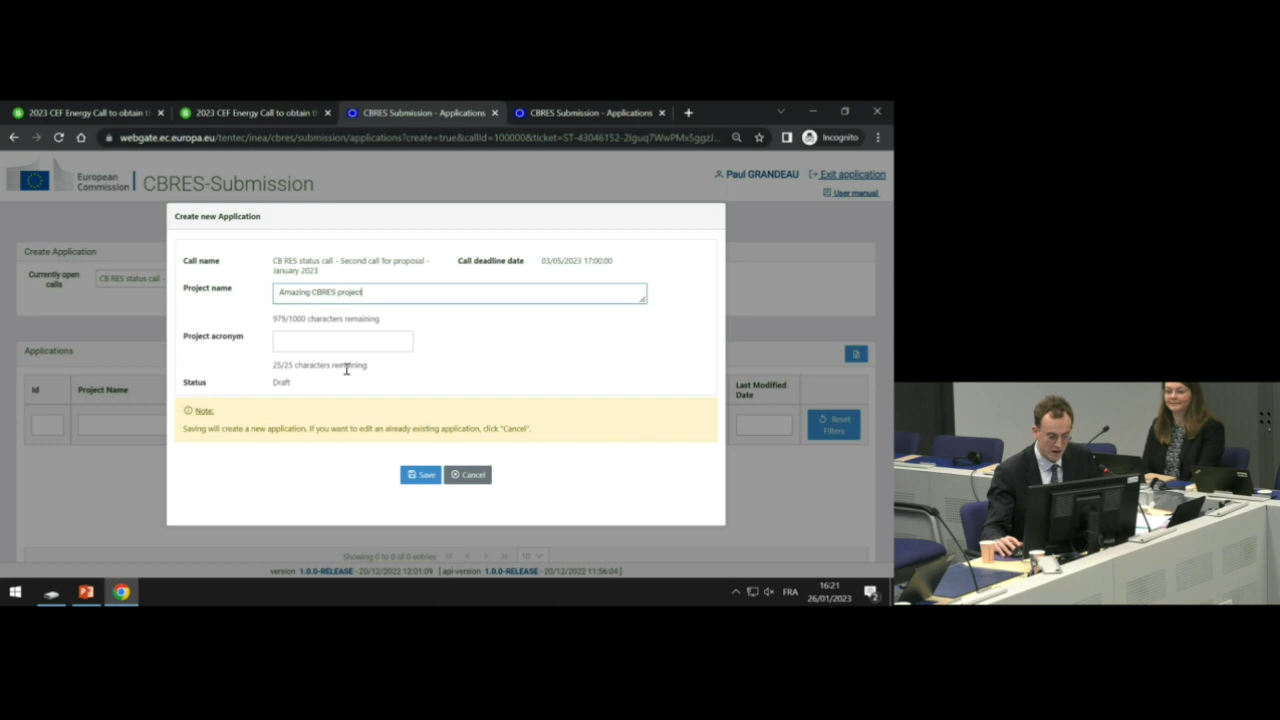 2023 CEF Energy Call to obtain t
2023 CEF Energy Call to obtain t
CBRES Submission - Applications
CBRES Submission - Applications
webgate.ec.europa.eu/tentec/inea/cbres/submission/applications?create=true&callId=100000&ticket=ST-43046152-2Iguq7WwPMx5ggzJ...
Incognito
European
Commission
CBRES-Submission
Paul GRANDEAU
Exit application
User manual
Create new Application
Create Application
Currently open
calls
CB RES status call -
Call name
CB RES status call - Second call for proposal -
January 2023
Call deadline date
03/05/2023 17:00:00
Project name
Amazing CBRES project
979/1000 characters remaining
Project acronym
25/25 characters remaining
Status
Draft
Applications
Id
Project Name
Last Modified
Date
Reset
Filters
Note:
Saving will create a new application. If you want to edit an already existing application, click "Cancel".
Save
Cancel
Showing 0 to 0 of 0 entries
10
version 1.0.0-RELEASE - 20/12/2022 12:01:09 [ api-version 1.0.0-RELEASE - 20/12/2022 11:56:04 ]
FRA
16:21
26/01/2023
2